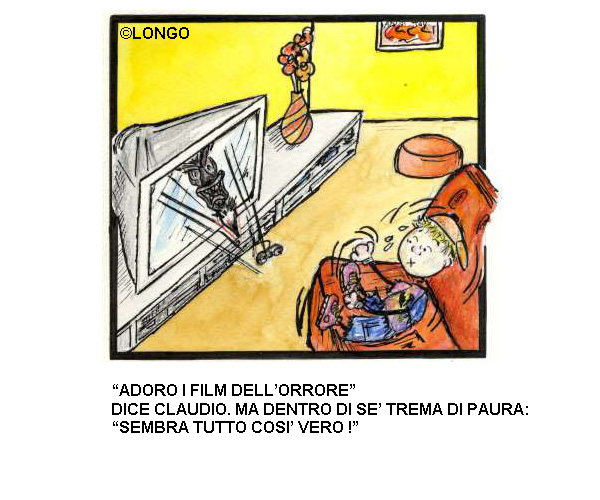 ©LONGO
“ADORO I FILM DELL’ORRORE”
DICE CLAUDIO. MA DENTRO DI SE’ TREMA DI PAURA:
“SEMBRA TUTTO COSI’ VERO !”